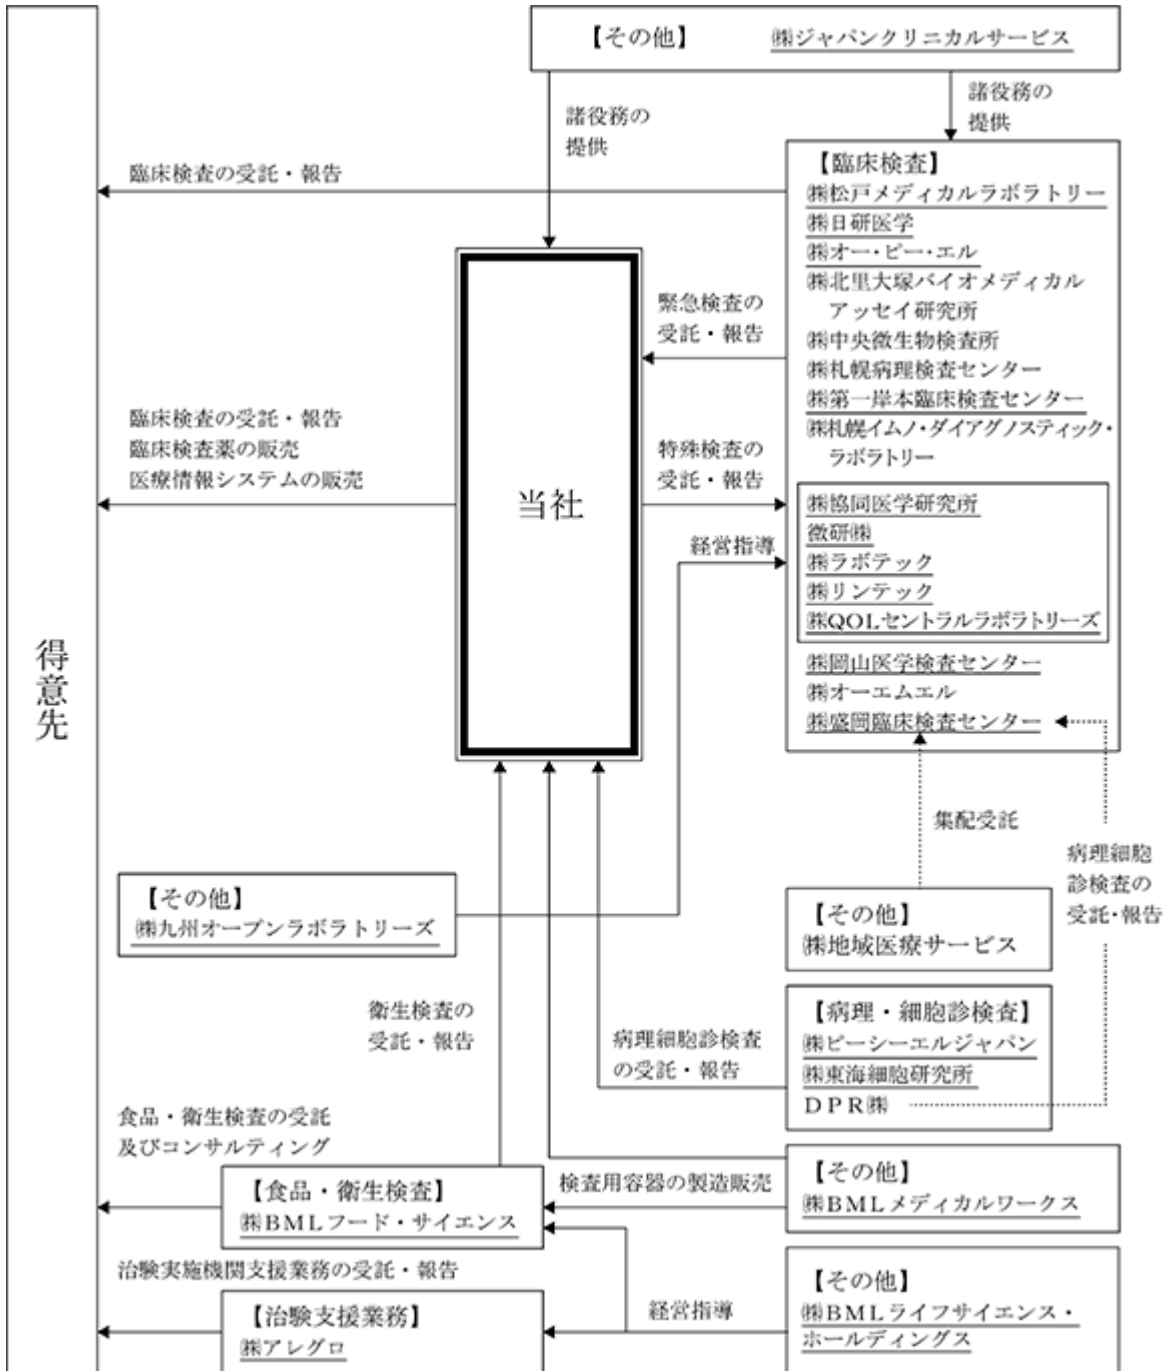 【その他】 ㈱ジャパンクリニカルサービス
諸役務の
提供
諸役務の
提供
臨床検査の受託・報告
【臨床検査】
㈱松戸メディカルラボラトリー
㈱日研医学
㈱オー・ピー・エル
㈱北里大塚バイオメディカル
アッセイ研究所
㈱中央微生物検査所
㈱札幌病理検査センター
㈱第一岸本臨床検査センター
㈱札幌イムノ・ダイアグノスティック・
ラボラトリー
㈱協同医学研究所
微研㈱
㈱ラボテック
㈱リンテック
㈱QOLセントラルラボラトリーズ
㈱岡山医学検査センター
㈱オーエムエル
㈱盛岡臨床検査センター
緊急検査の
受託・報告
臨床検査の受託・報告
臨床検査薬の販売
医療情報システムの販売
特殊検査の
受託・報告
当社
経営指導
得意先
集配受託
病理細胞
診検査の
受託・報告
【その他】
㈱九州オープンラボラトリーズ
【その他】
㈱地域医療サービス
衛生検査の
受託・報告
病理細胞診検査
の受託・報告
【病理・細胞診検査】
㈱ピーシーエルジャパン
㈱東海細胞研究所
DPR㈱
食品・衛生検査の受託
及びコンサルティング
【食品・衛生検査】
㈱BMLフード・サイエンス
検査用容器の製造販売
【その他】
㈱BMLメディカルワークス
治験実施機関支援業務の受託・報告
【治験支援業務】
㈱アレグロ
経営指導
【その他】
㈱BMLライフサイエンス・
ホールディングス